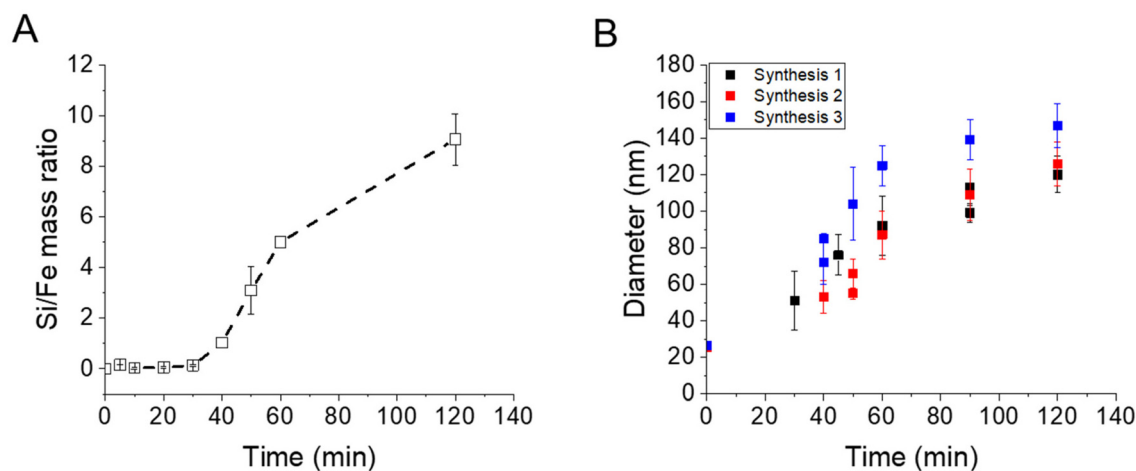 A
Si/Fe mass ratio
12
10
8
6
4
2
0
0 20 40 60 80 100 120 140
Time (min)
B
Diameter (nm)
180
160
140
120
100
80
60
40
20
0
Synthesis 1
Synthesis 2
Synthesis 3
0 20 40 60 80 100 120 140
Time (min)